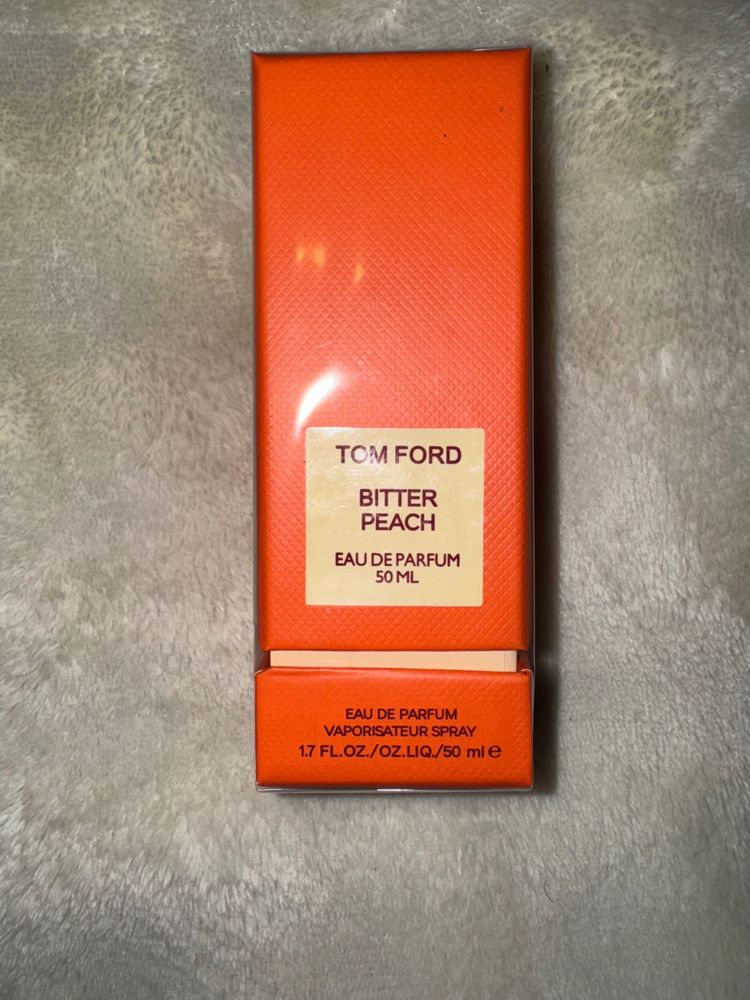 TOM FORD
BITTER
PEACH
EAU DE PARFUM
50 ML
EAU DE PARFUM
VAPORISATEUR SPRAY
1.7 FL.OZ./OZ.LIQ./50 ml ℮